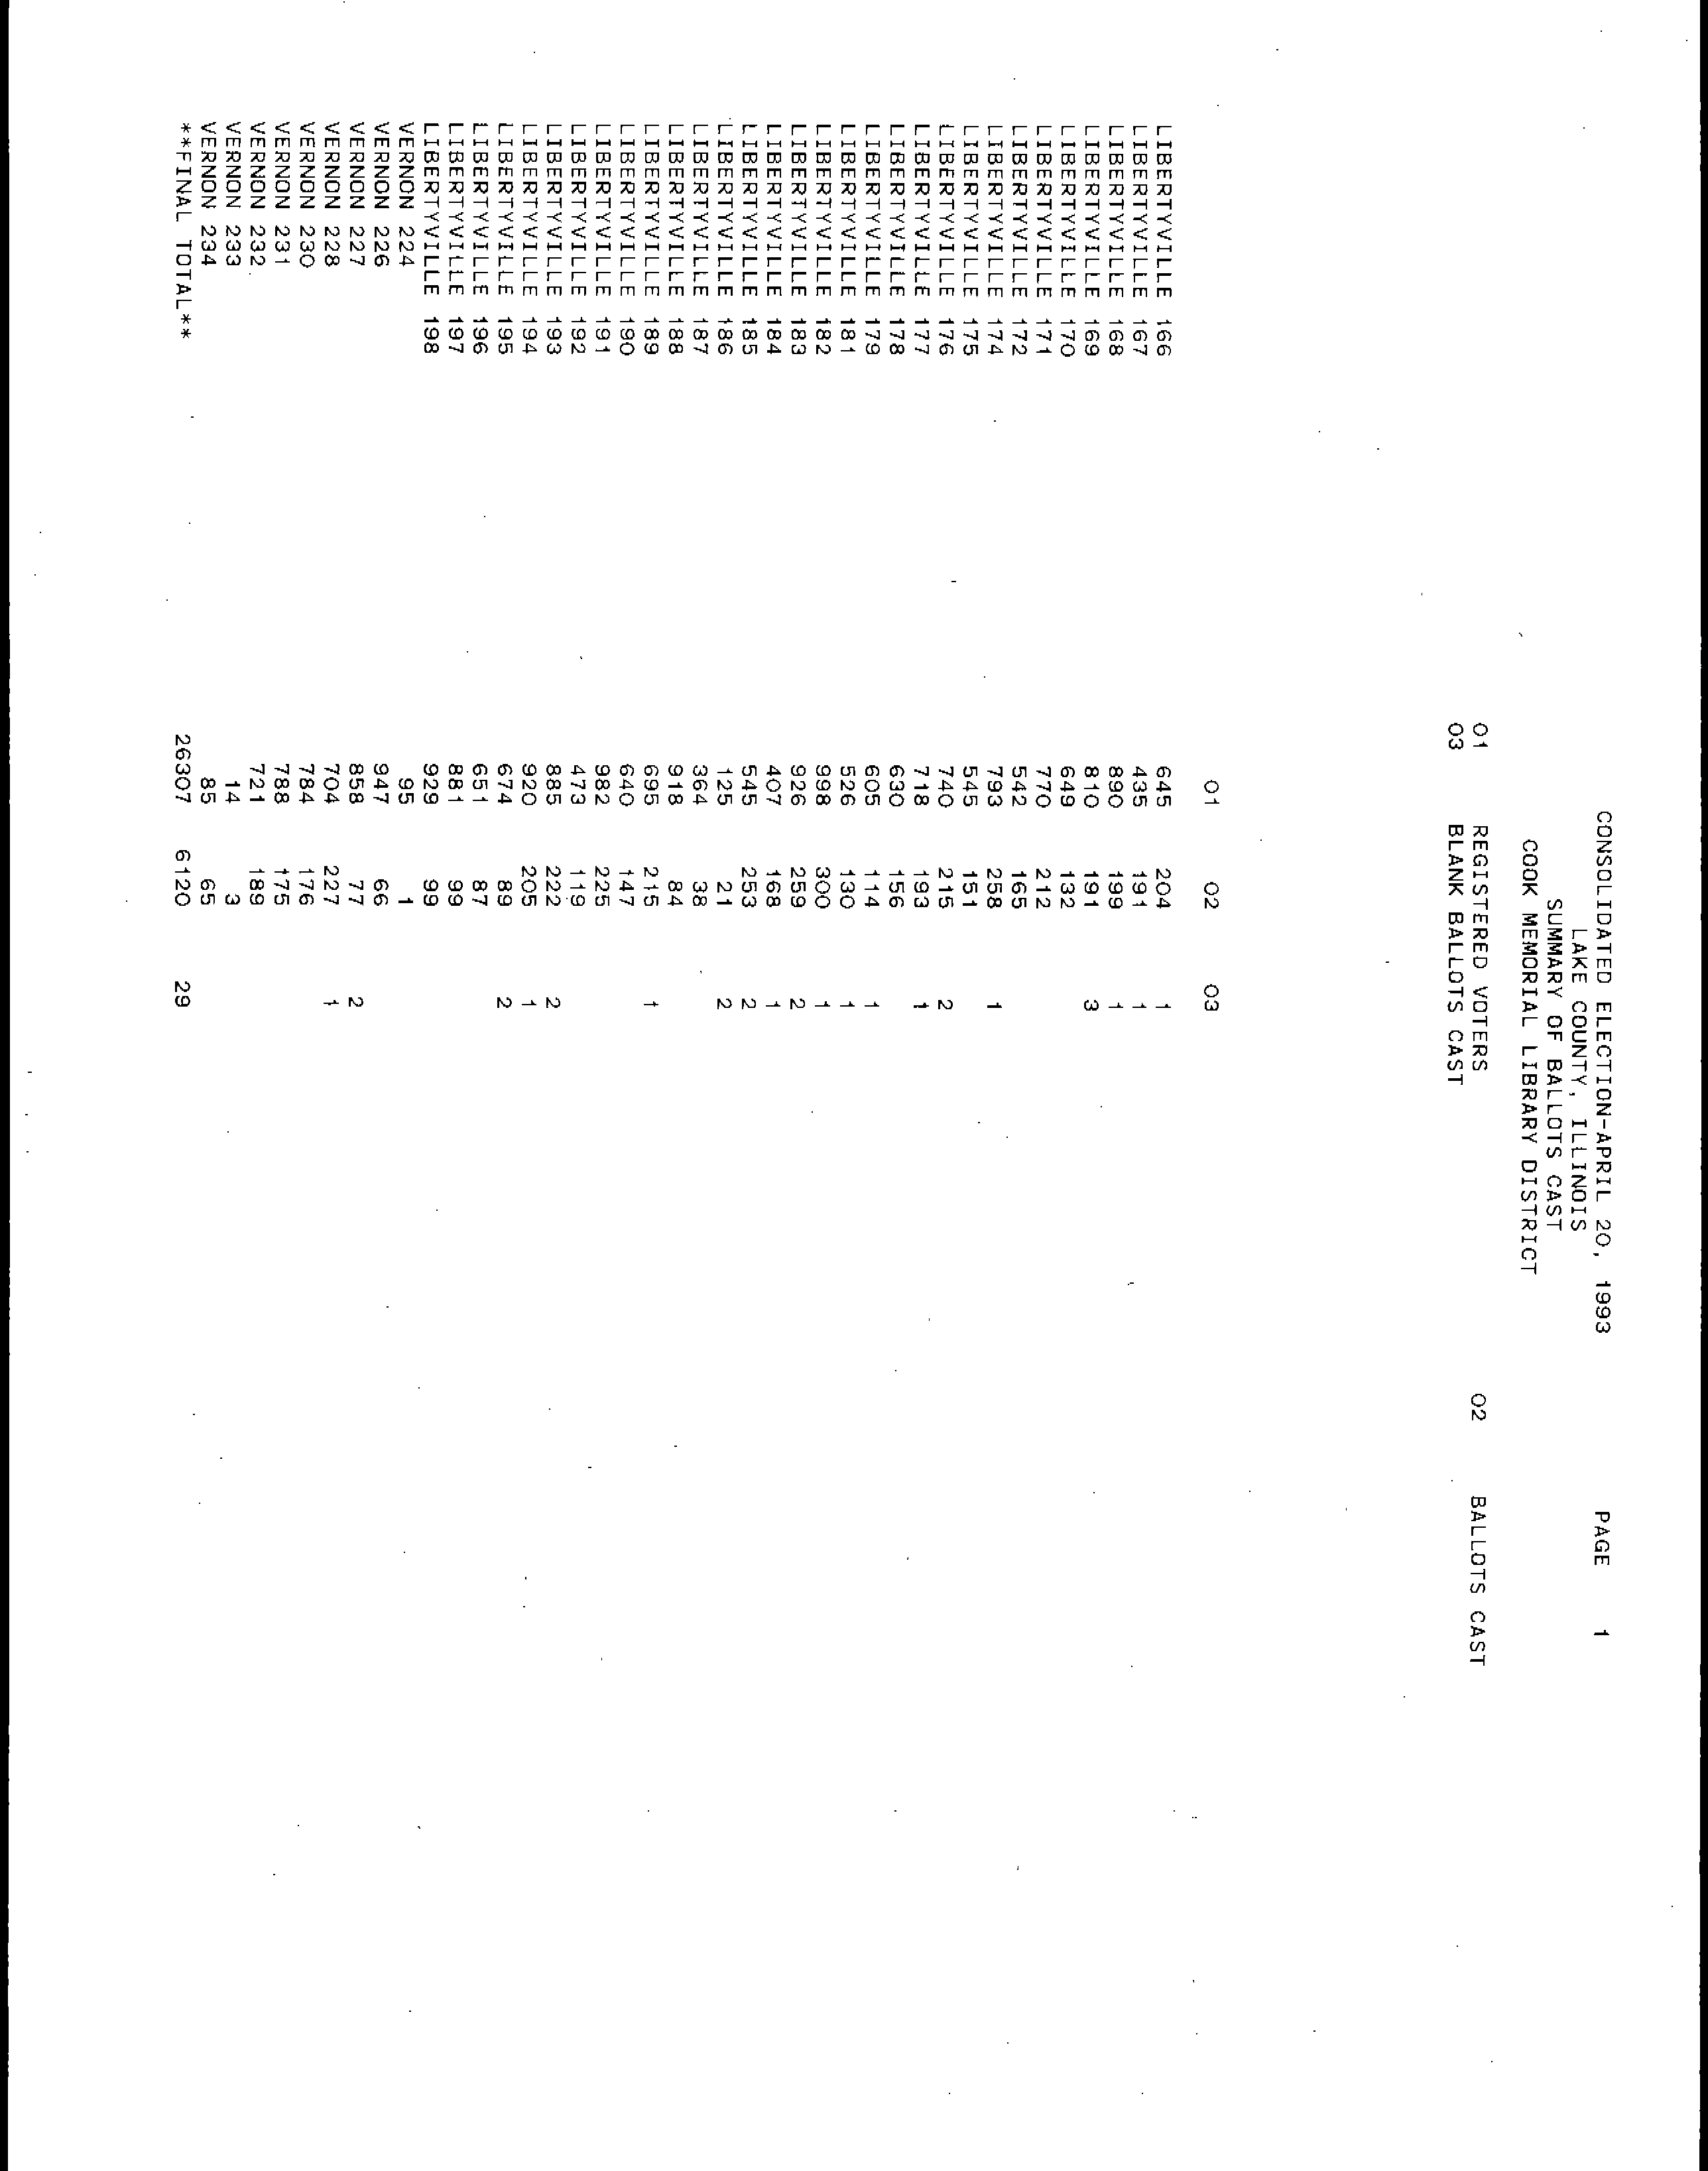 CONSOLIDATED ELECTION-APRIL 20, 1993 PAGE 1
LAKE COUNTY, ILLINOIS
SUMMARY OF BALLOTS CAST
COOK MEMORIAL LIBRARY DISTRICT
01 REGISTERED VOTERS 02 BALLOTS CAST
03 BLANK BALLOTS CAST
01 02 03
LIBERTYVILLE 166 645 204 1
LIBERTYVILLE 167 435 191 1
LIBERTYVILLE 168 890 199 1
LIBERTYVILLE 169 810 191 3
LIBERTYVILLE 170 649 132
LIBERTYVILLE 171 770 212
LIBERTYVILLE 172 542 165
LIBERTYVILLE 174 793 258 1
LIBERTYVILLE 175 545 151
LIBERTYVILLE 176 740 215 2
LIBERTYVILLE 177 718 193 1
LIBERTYVILLE 178 630 156
LIBERTYVILLE 179 605 114 1
LIBERTYVILLE 181 526 130 1
LIBERTYVILLE 182 998 300 1
LIBERTYVILLE 183 926 259 2
LIBERTYVILLE 184 407 168 1
LIBERTYVILLE 185 545 253 2
LIBERTYVILLE 186 125 21 2
LIBERTYVILLE 187 364 38
LIBERTYVILLE 188 918 84
LIBERTYVILLE 189 695 215 1
LIBERTYVILLE 190 640 147
LIBERTYVILLE 191 982 225
LIBERTYVILLE 192 473 119
LIBERTYVILLE 193 885 222 2
LIBERTYVILLE 194 920 205 1
LIBERTYVILLE 195 674 89 2
LIBERTYVILLE 196 651 87
LIBERTYVILLE 197 881 99
LIBERTYVILLE 198 929 99
VERNON 224 95 1
VERNON 226 947 66
VERNON 227 858 77 2
VERNON 228 704 227 1
VERNON 230 784 176
VERNON 231 788 175
VERNON 232 721 189
VERNON 233 14 3
VERNON 234 85 65
**FINAL TOTAL** 26307 6120 29